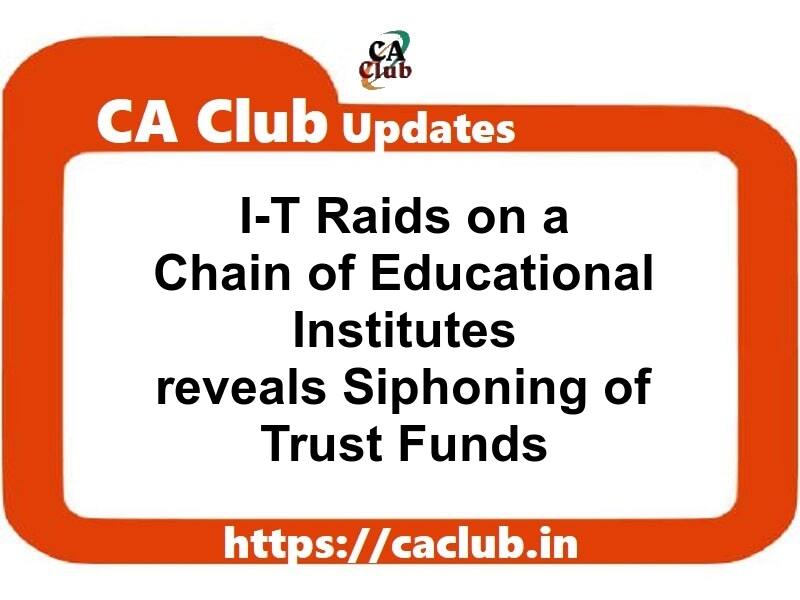 CA
Club
CA Club Updates
I-T Raids on a
Chain of Educational
Institutes
reveals Siphoning of
Trust Funds
https://caclub.in